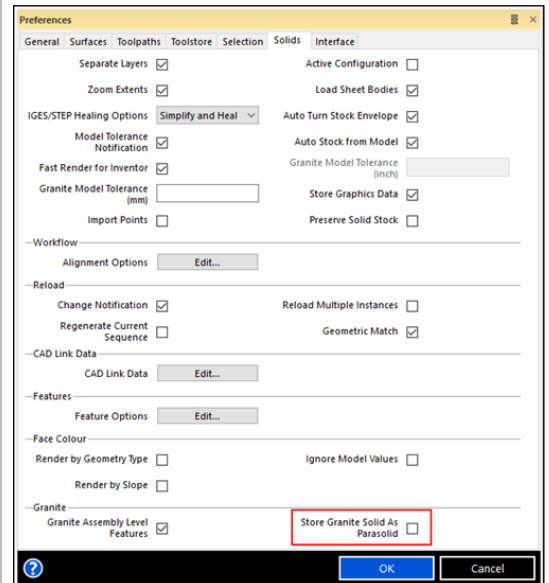 Preferences
General Surfaces Toolpaths Toolstore Selection Solids Interface
Separate Layers Active Configuration
Zoom Extents Load Sheet Bodies
IGES/STEP Healing Options Simplify and Heal Auto Turn Stock Envelope
Model Tolerance
Notification Auto Stock from Model
Fast Render for Inventor Granite Model Tolerance
(inch)
Granite Model Tolerance
(mm) Store Graphics Data
Import Points Preserve Solid Stock
Workflow
Alignment Options Edit...
Reload
Change Notification Reload Multiple Instances
Regenerate Current
Sequence Geometric Match
CAD Link Data
CAD Link Data Edit...
Features
Feature Options Edit...
Face Colour
Render by Geometry Type Ignore Model Values
Render by Slope
Granite
Granite Assembly Level Store Granite Solid As
Features Parasolid
? OK Cancel